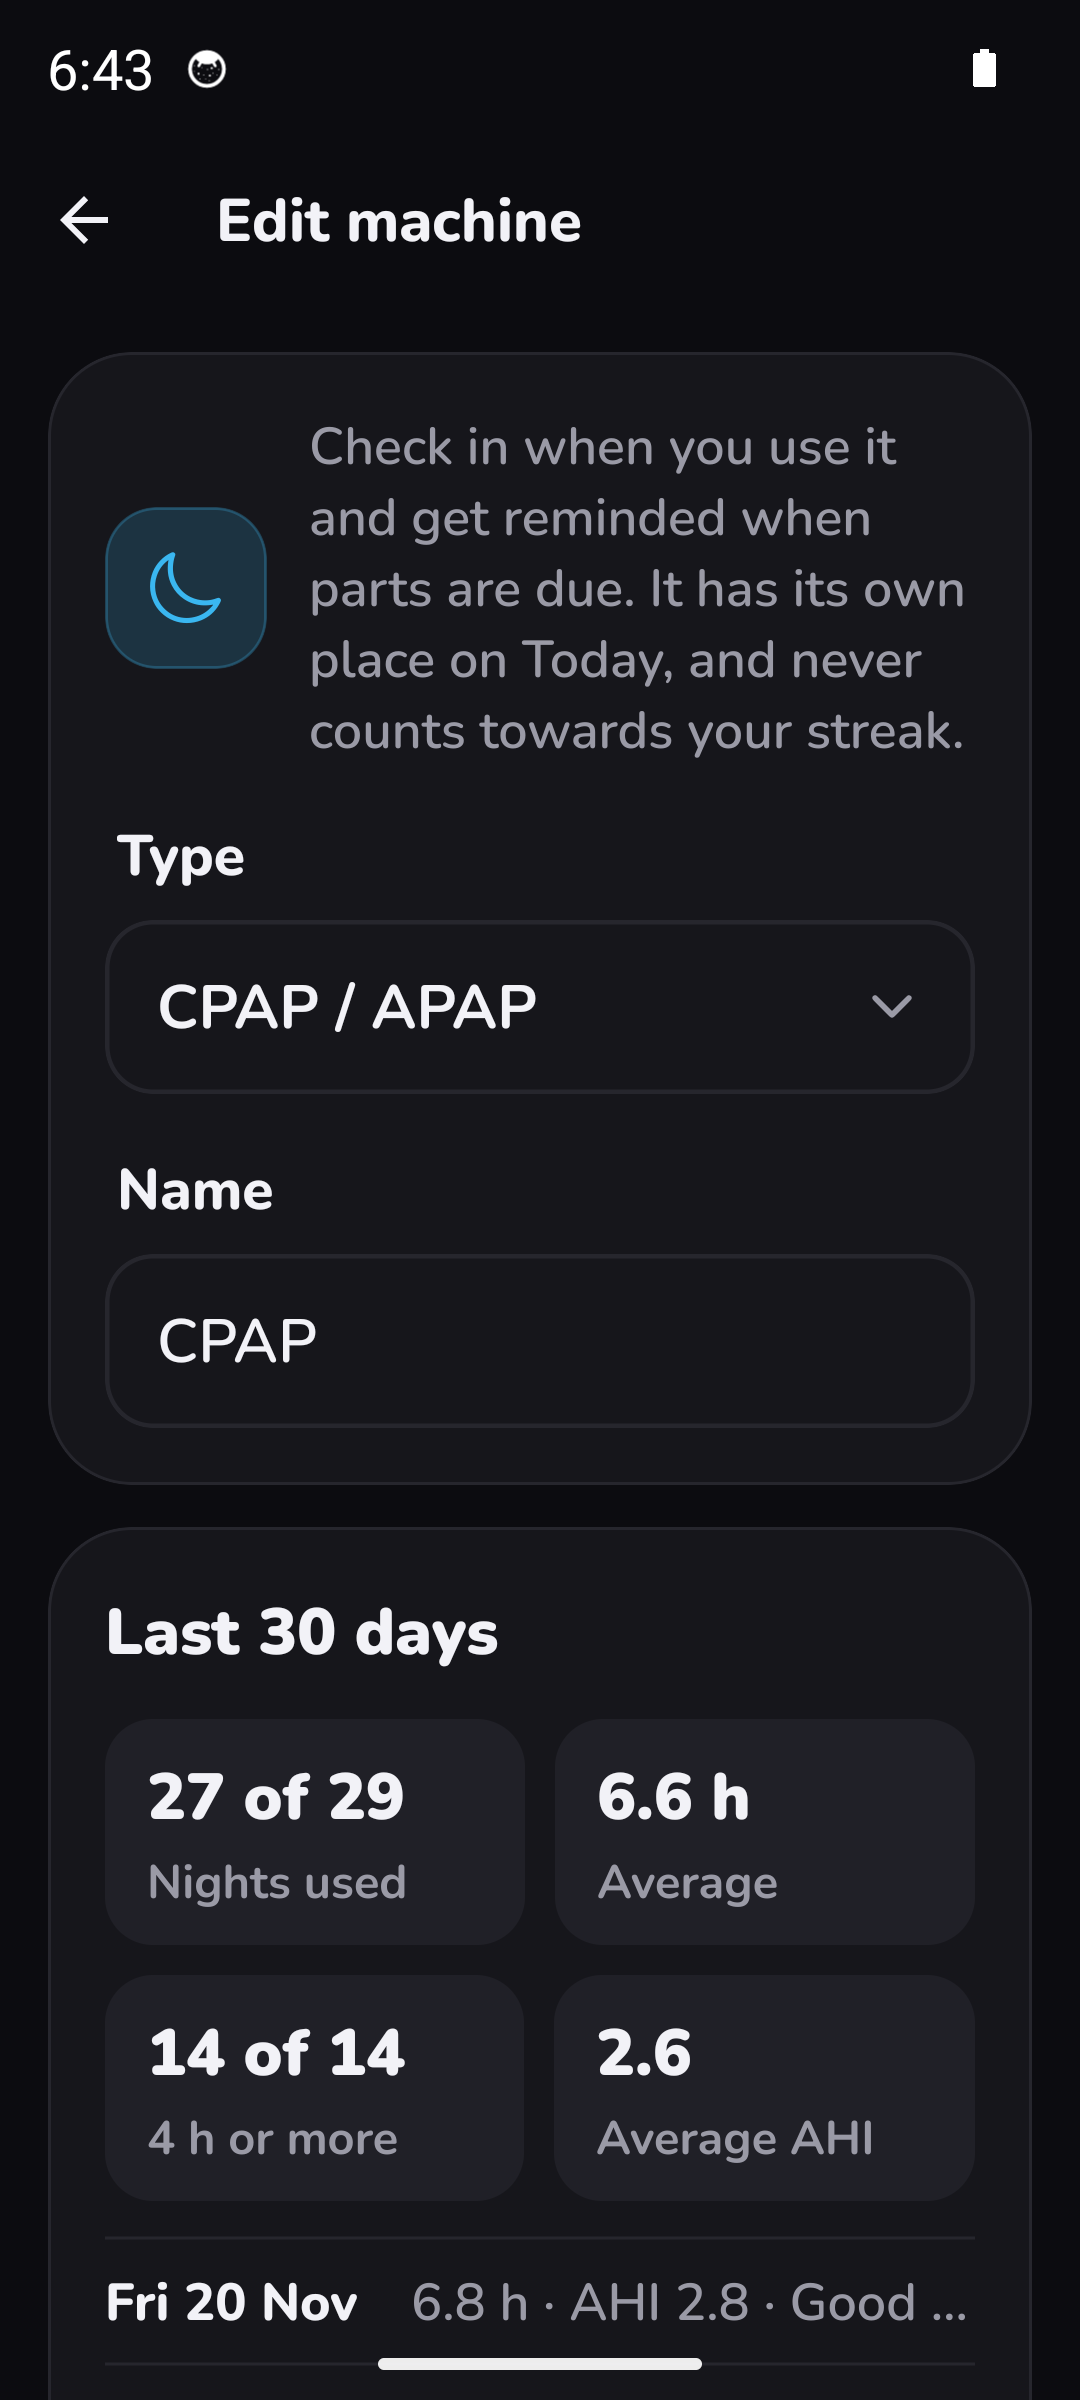 6:43
Edit machine
Check in when you use it
and get reminded when
parts are due. It has its own
place on Today, and never
counts towards your streak.
Type
CPAP / APAP
Name
CPAP
Last 30 days
27 of 29
Nights used
6.6 h
Average
14 of 14
4 h or more
2.6
Average AHI
Fri 20 Nov 6.8 h · AHI 2.8 · Good ...